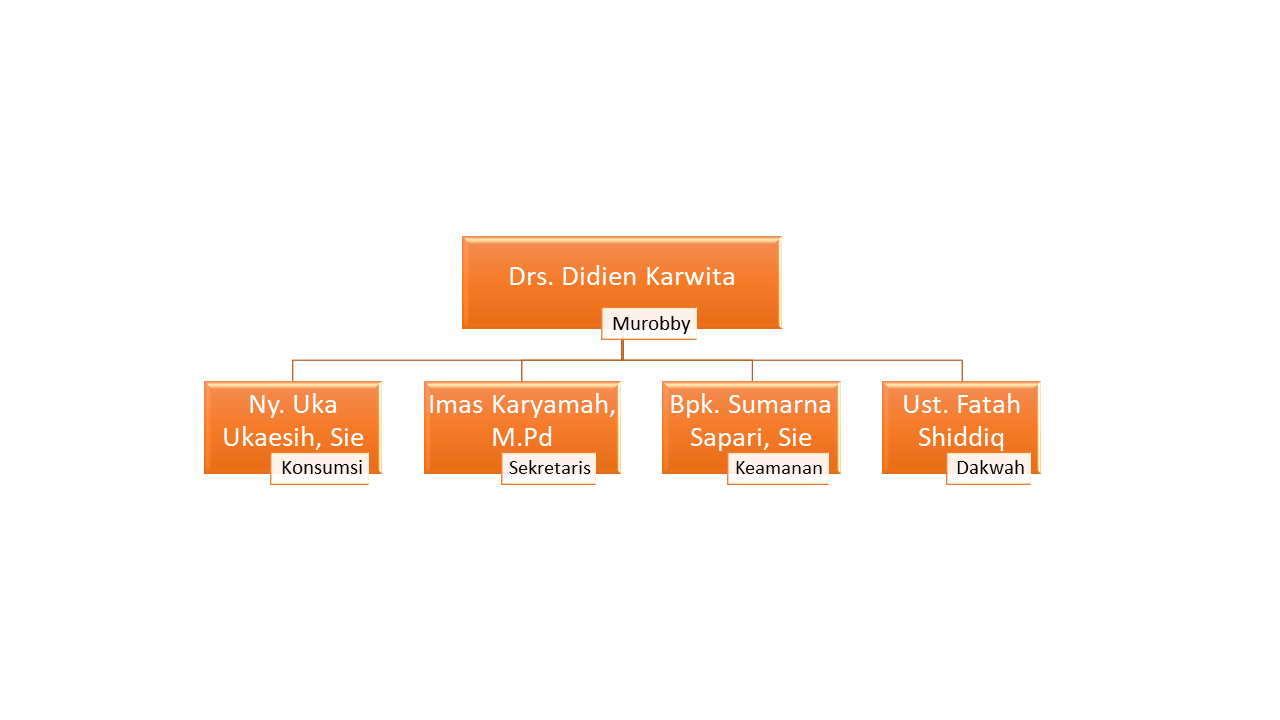 Drs. Didien Karwita
Murobby
Ny. Uka
Ukaesih, Sie
Konsumsi
Imas Karyamah,
M.Pd
Sekretaris
Bpk. Sumarna
Sapari, Sie
Keamanan
Ust. Fatah
Shiddiq
Dakwah